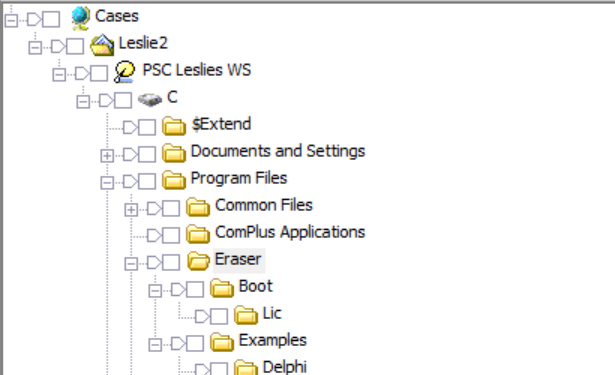 Cases
Leslie2
PSC Leslies WS
C
$Extend
Documents and Settings
Program Files
Common Files
ComPlus Applications
Eraser
Boot
Lic
Examples
Delphi